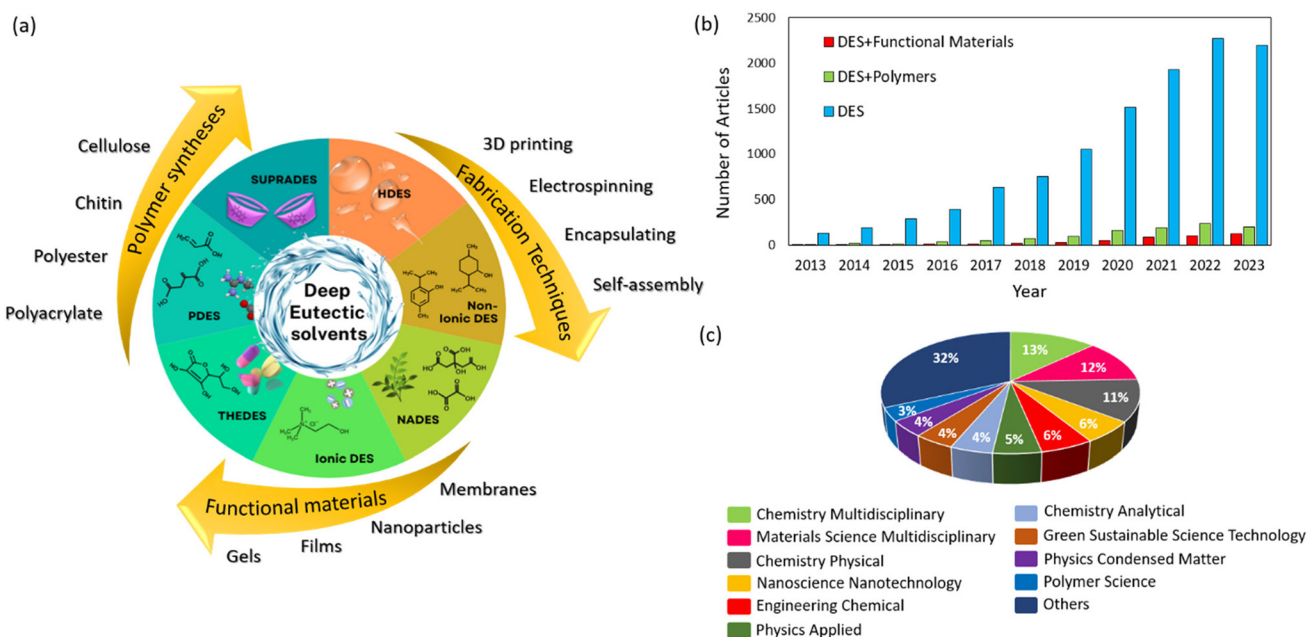 (a)
Polymer syntheses
Cellulose
Chitin
Polyester
Polyacrylate
Fabrication Techniques
3D printing
Electrospinning
Encapsulating
Self-assembly
Functional materials
Membranes
Nanoparticles
Films
Gels
SUPRADES
HDES
Non-
Ionic DES
NADES
Ionic DES
THEDES
PDES
Deep
Eutectic
solvents
(b)
Number of Articles
2500
2000
1500
1000
500
0
DES+Functional Materials
DES+Polymers
DES
2013 2014 2015 2016 2017 2018 2019 2020 2021 2022 2023
Year
(c)
32%
13%
12%
11%
6%
6%
5%
4%
4%
4%
3%
Chemistry Multidisciplinary
Materials Science Multidisciplinary
Chemistry Physical
Nanoscience Nanotechnology
Engineering Chemical
Physics Applied
Chemistry Analytical
Green Sustainable Science Technology
Physics Condensed Matter
Polymer Science
Others